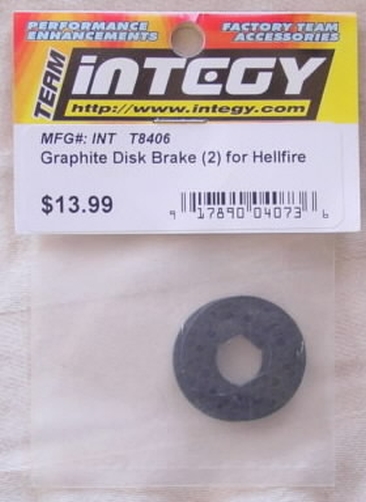 PERFORMANCE ENHANCEMENTS
FACTORY TEAM ACCESSORIES
TEAM
iNTEGY
http://www.integy.com
MFG#: INT T8406
Graphite Disk Brake (2) for Hellfire
$13.99
9 17890 04073 6